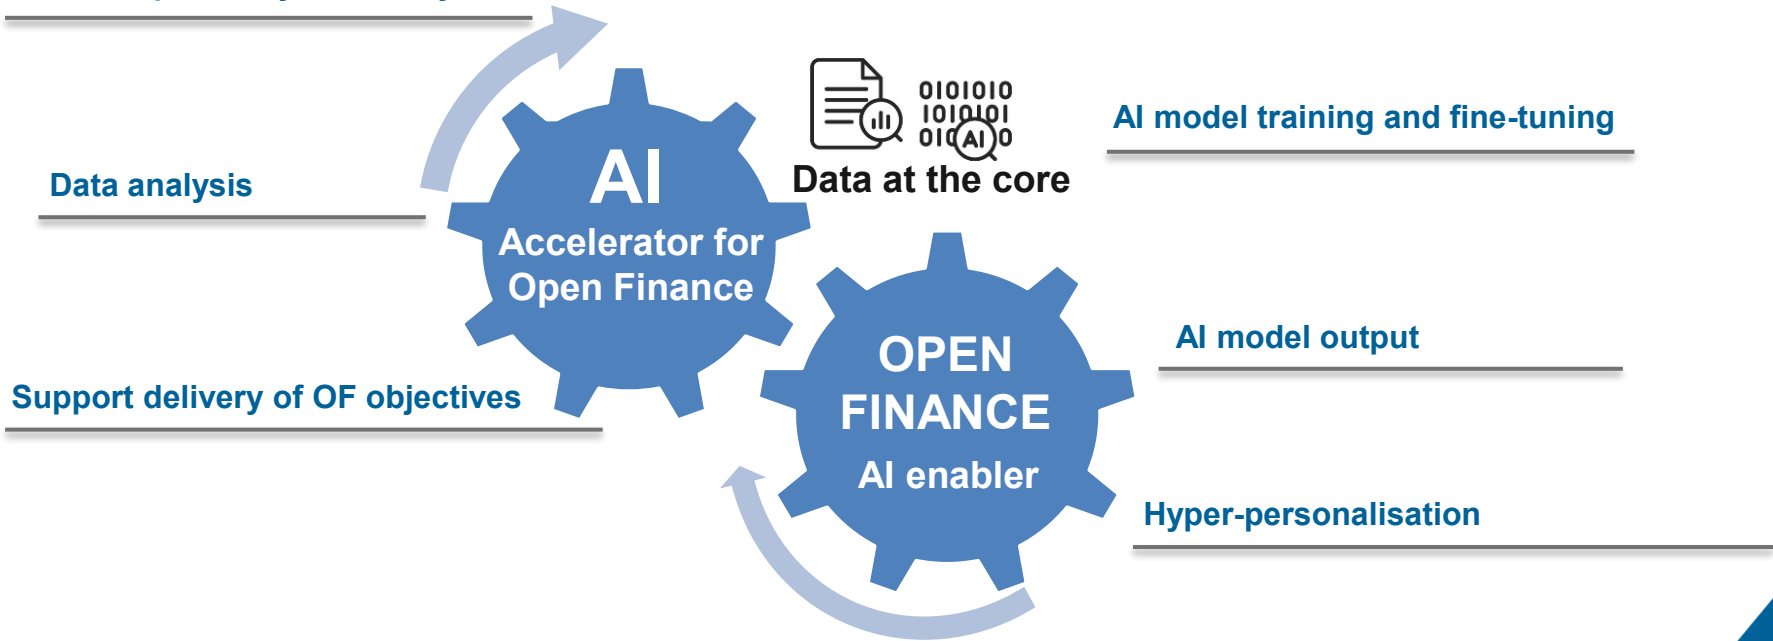 Data analysis
Support delivery of OF objectives
AI
Accelerator for
Open Finance
0101010
1010101
AI
Data at the core
OPEN
FINANCE
AI enabler
AI model training and fine-tuning
AI model output
Hyper-personalisation